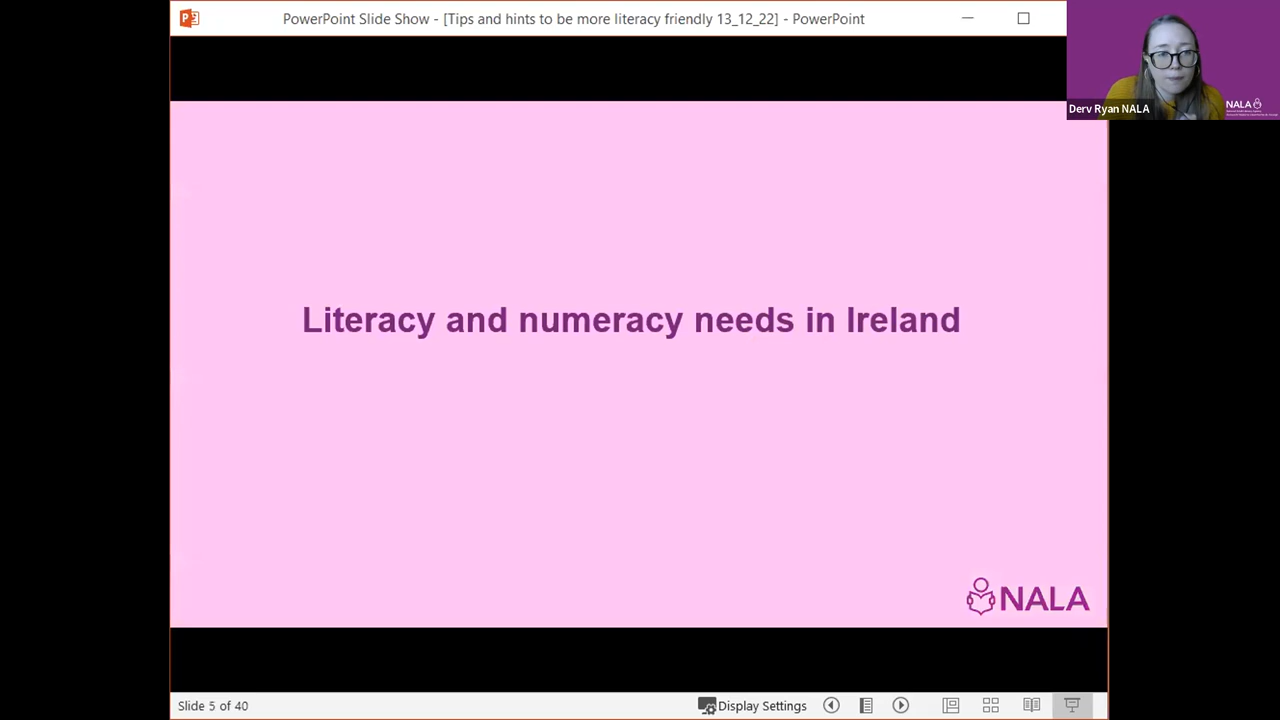 PowerPoint Slide Show - [Tips and hints to be more literacy friendly 13_12_22] - PowerPoint
Derv Ryan NALA
NALA
Literacy and numeracy needs in Ireland
NALA
Slide 5 of 40
Display Settings